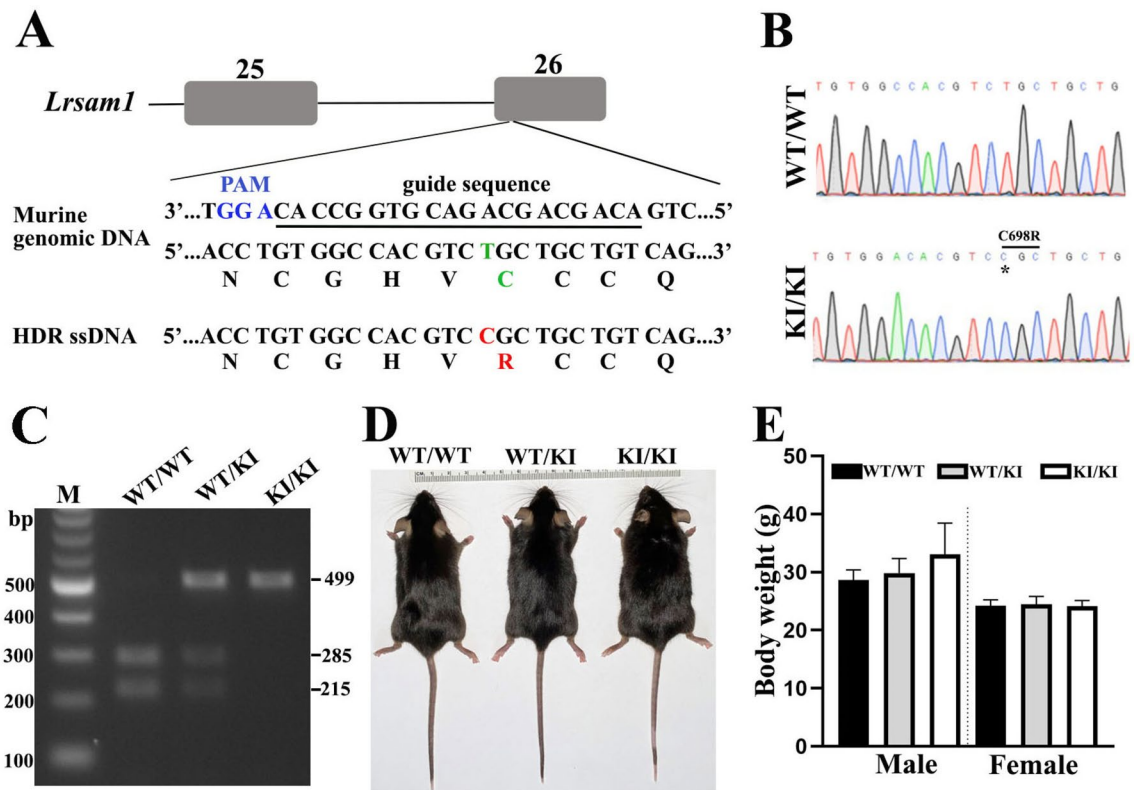 A
25
26
Lrsam1
PAM
guide sequence
Murine
genomic DNA
3’...TGG ACAC CGG GTG CAG ACG ACG ACA GTC...5’
5’...ACC TGT GGC CAC GTC TGC TGC TGT CAG...3’
N C G H V C C C Q
HDR ssDNA
5’...ACC TGT GGC CAC GTC CGC TGC TGT CAG...3’
N C G H V R C C Q
B
WT/WT
T G T G G C C A C G T C T G C T G C T G
C698R
KI/KI
T G T G G A C A C G T C C G C T G C T G
*
C
M
WT/WT
WT/KI
KI/KI
bp
500
400
300
200
100
499
285
215
D
WT/WT
WT/KI
KI/KI
E
WT/WT
WT/KI
KI/KI
Body weight (g)
50
40
30
20
10
0
Male
Female